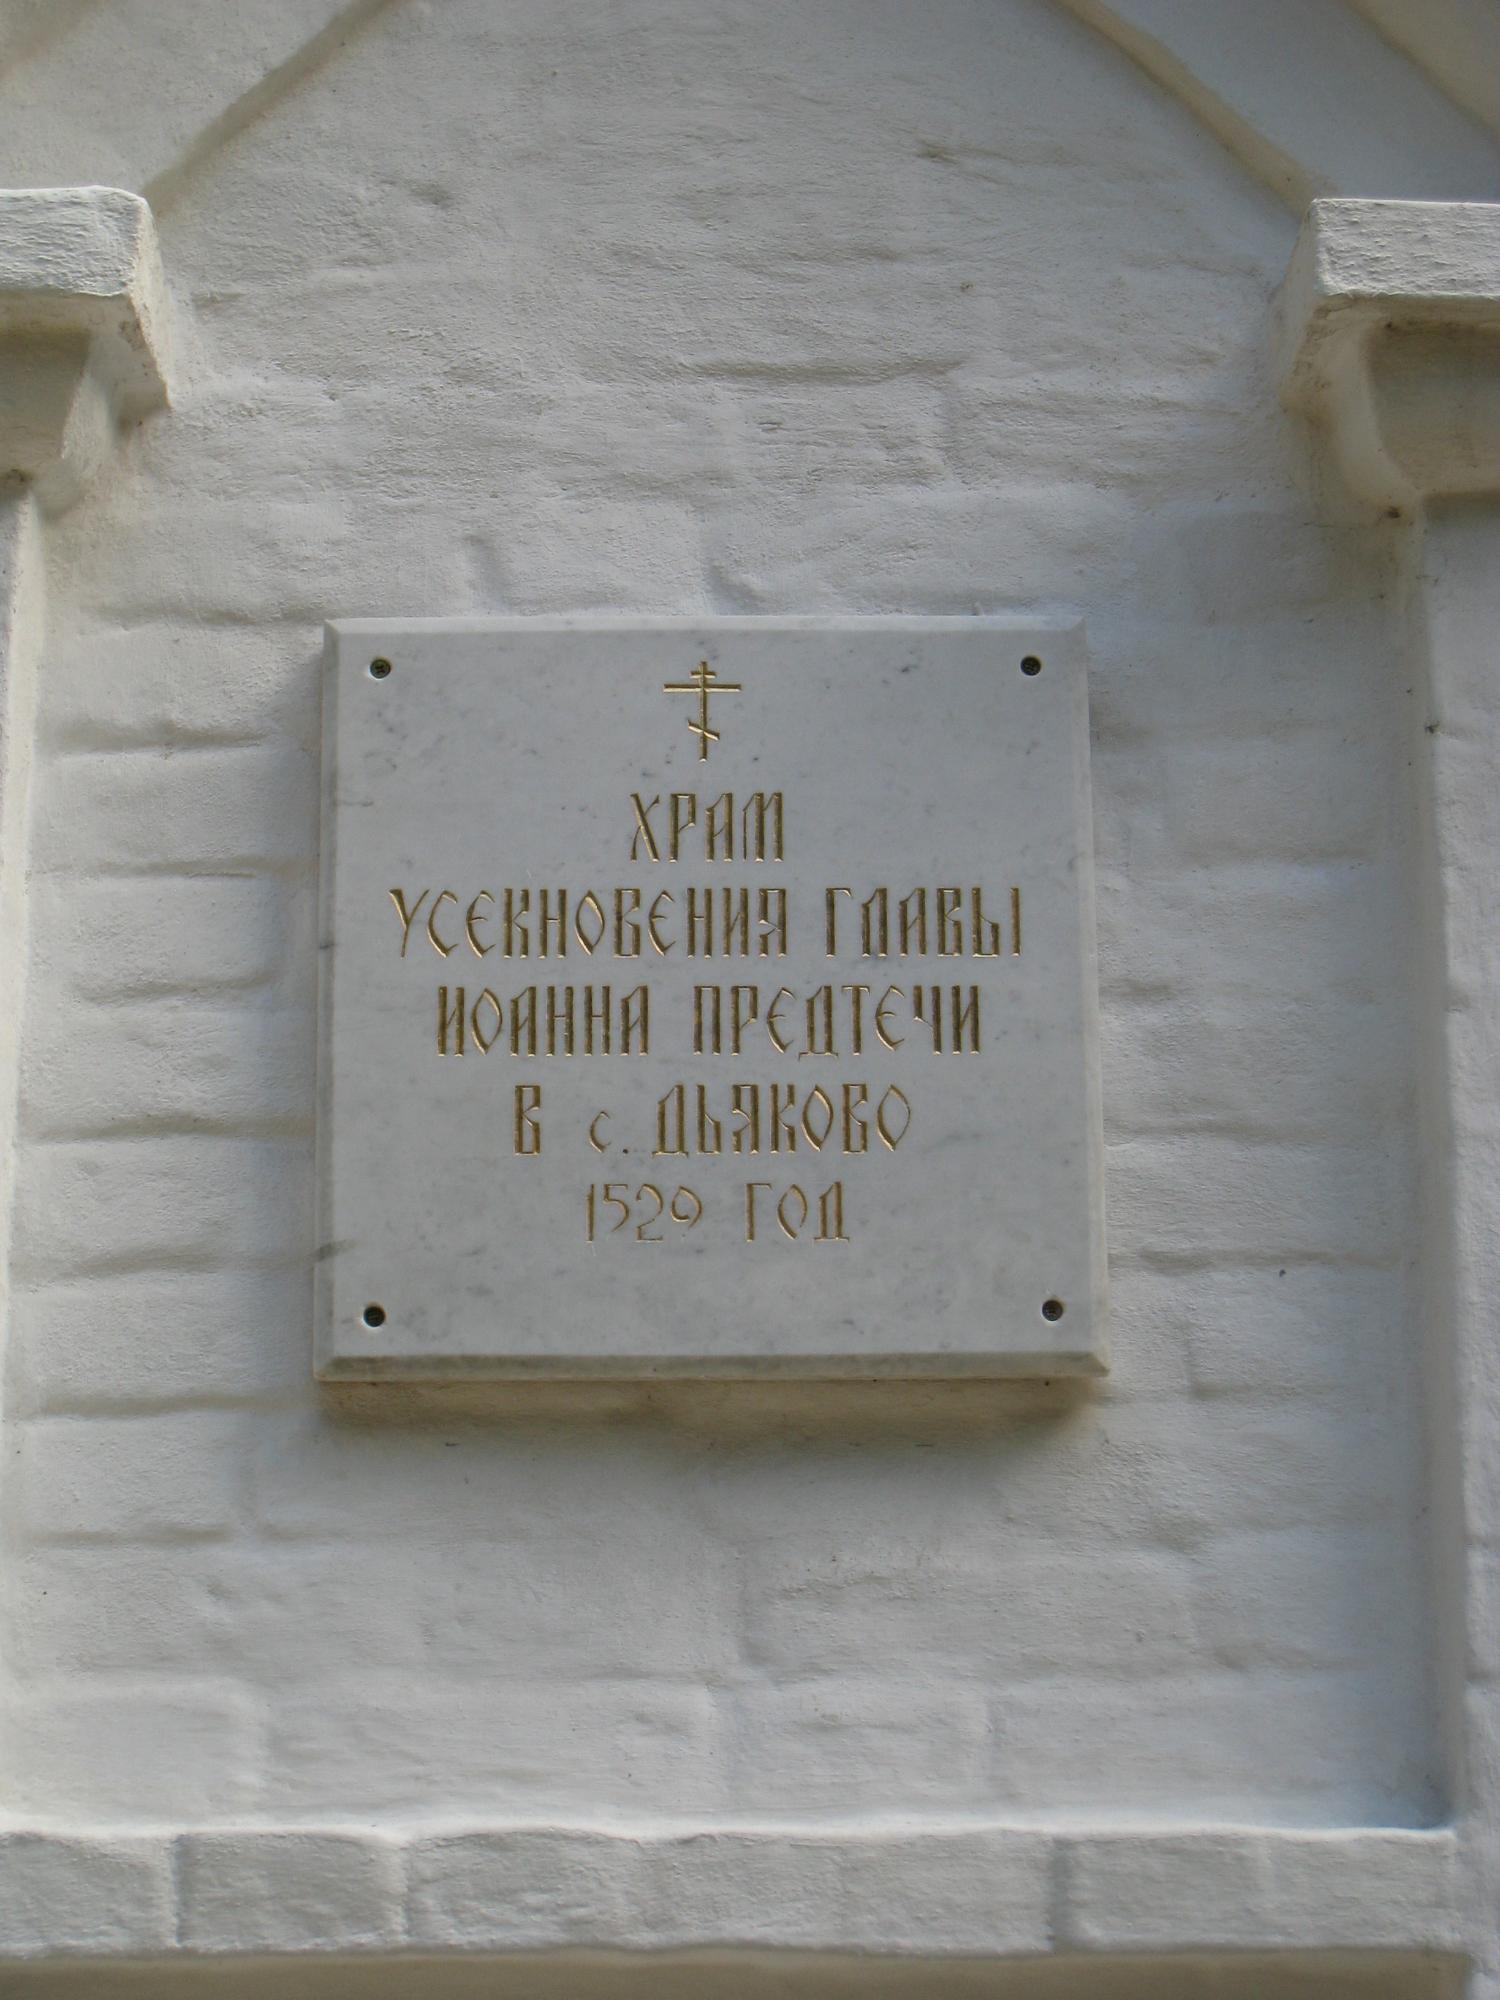 ХРАМ
УСЕКНОВЕНИЯ ГЛАВЫ
ИОАННА ПРЕДТЕЧИ
В с. ДЬЯКОВО
1529 ГОД